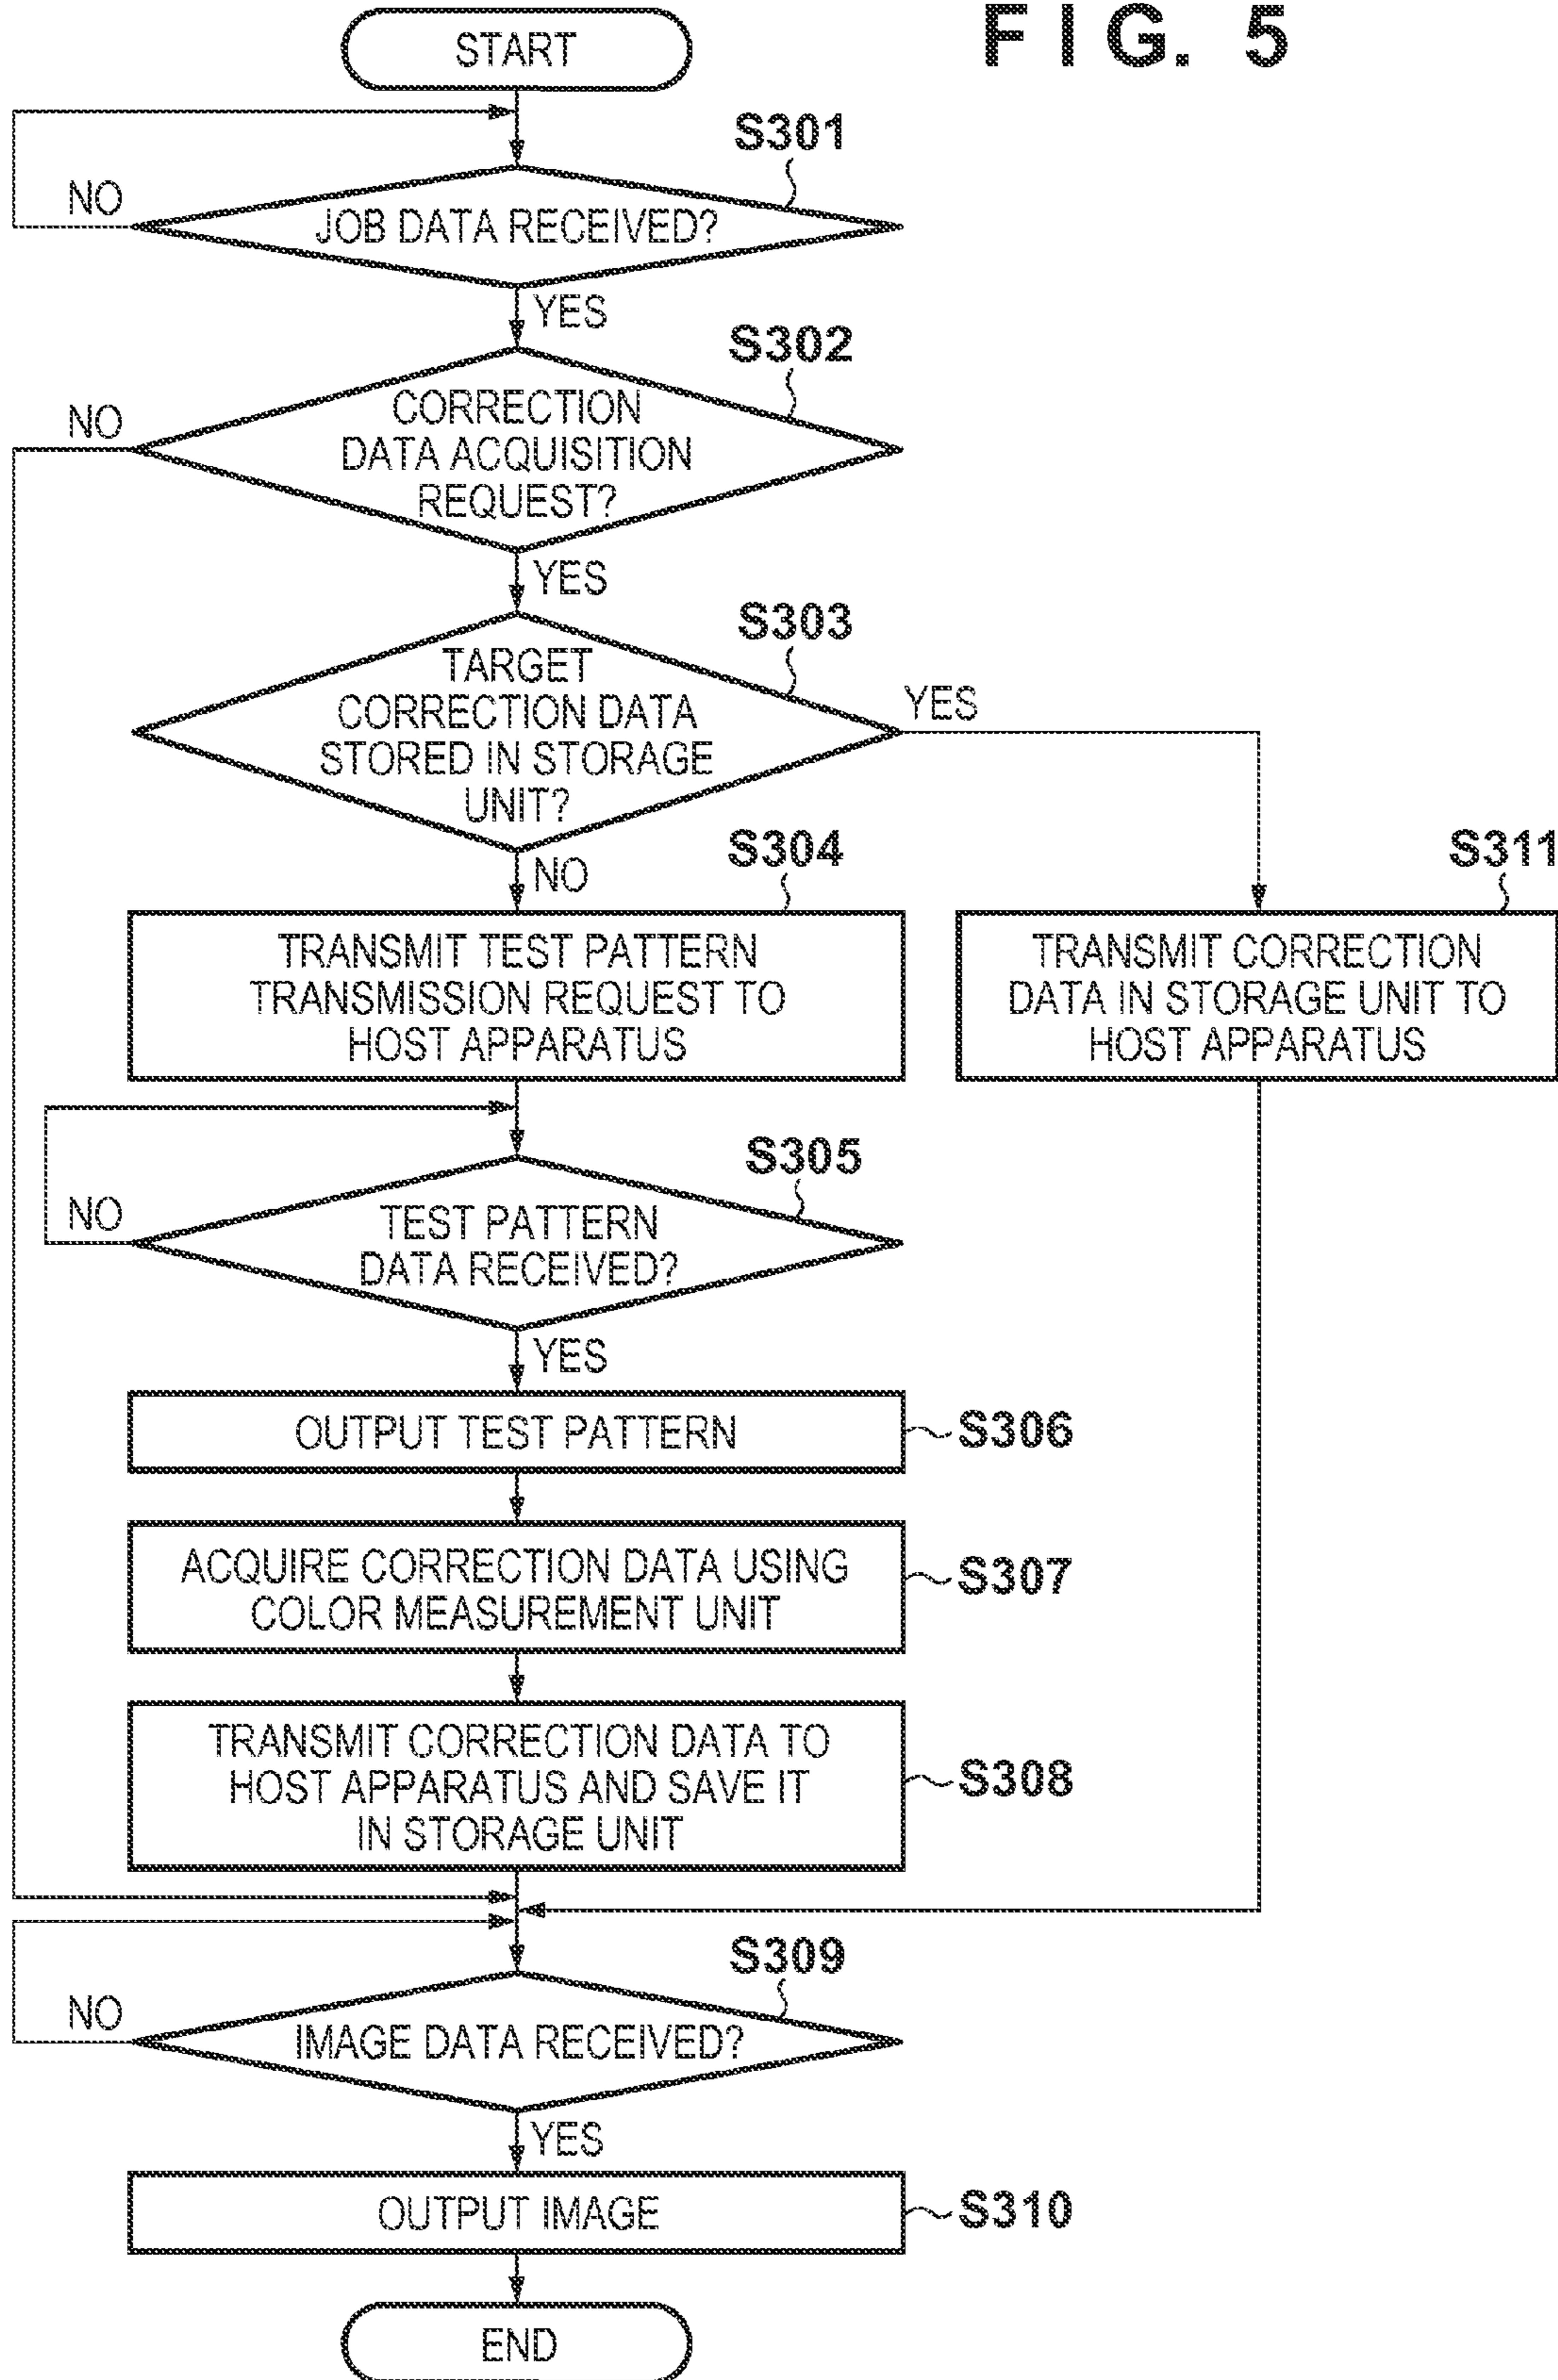 FIG. 5
START
S301
NO
JOB DATA RECEIVED?
YES
S302
NO
CORRECTION
DATA ACQUISITION
REQUEST?
YES
S303
TARGET
CORRECTION DATA
STORED IN STORAGE
UNIT?
YES
NO
S304
S311
TRANSMIT TEST PATTERN
TRANSMISSION REQUEST TO
HOST APPARATUS
TRANSMIT CORRECTION
DATA IN STORAGE UNIT TO
HOST APPARATUS
S305
NO
TEST PATTERN
DATA RECEIVED?
YES
OUTPUT TEST PATTERN
S306
ACQUIRE CORRECTION DATA USING
COLOR MEASUREMENT UNIT
S307
TRANSMIT CORRECTION DATA TO
HOST APPARATUS AND SAVE IT
IN STORAGE UNIT
S308
S309
NO
IMAGE DATA RECEIVED?
YES
OUTPUT IMAGE
S310
END